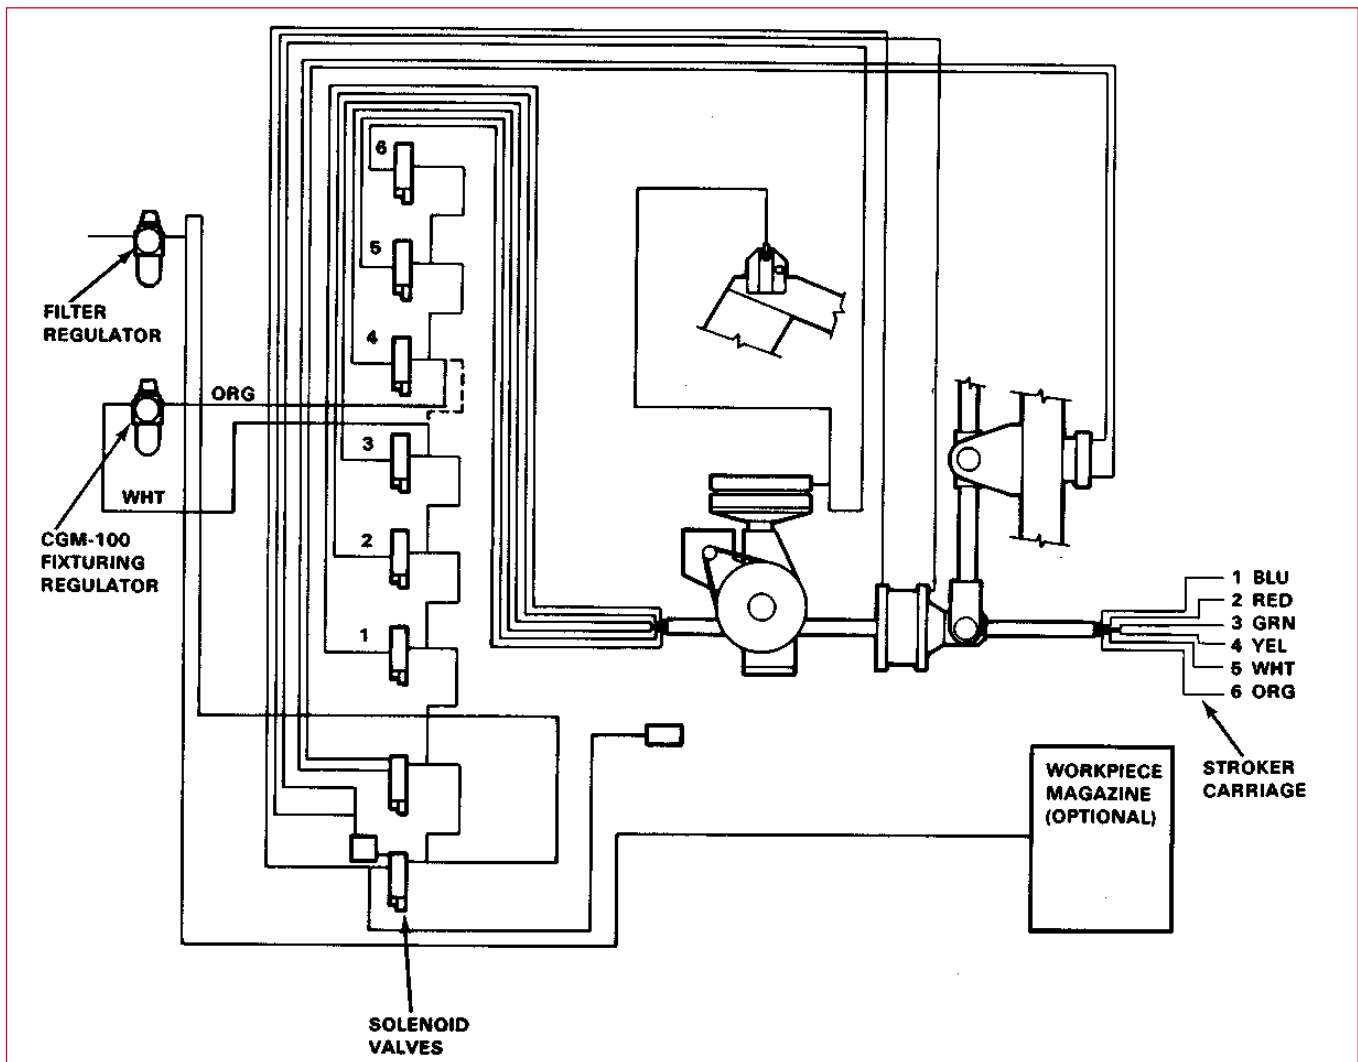 6
5
FILTER
REGULATOR
4
ORG
3
WHT
CGM-100
FIXTURING
REGULATOR
2
1
1 BLU
2 RED
3 GRN
4 YEL
5 WHT
6 ORG
STROKER
CARRIAGE
WORKPIECE
MAGAZINE
(OPTIONAL)
SOLENOID
VALVES